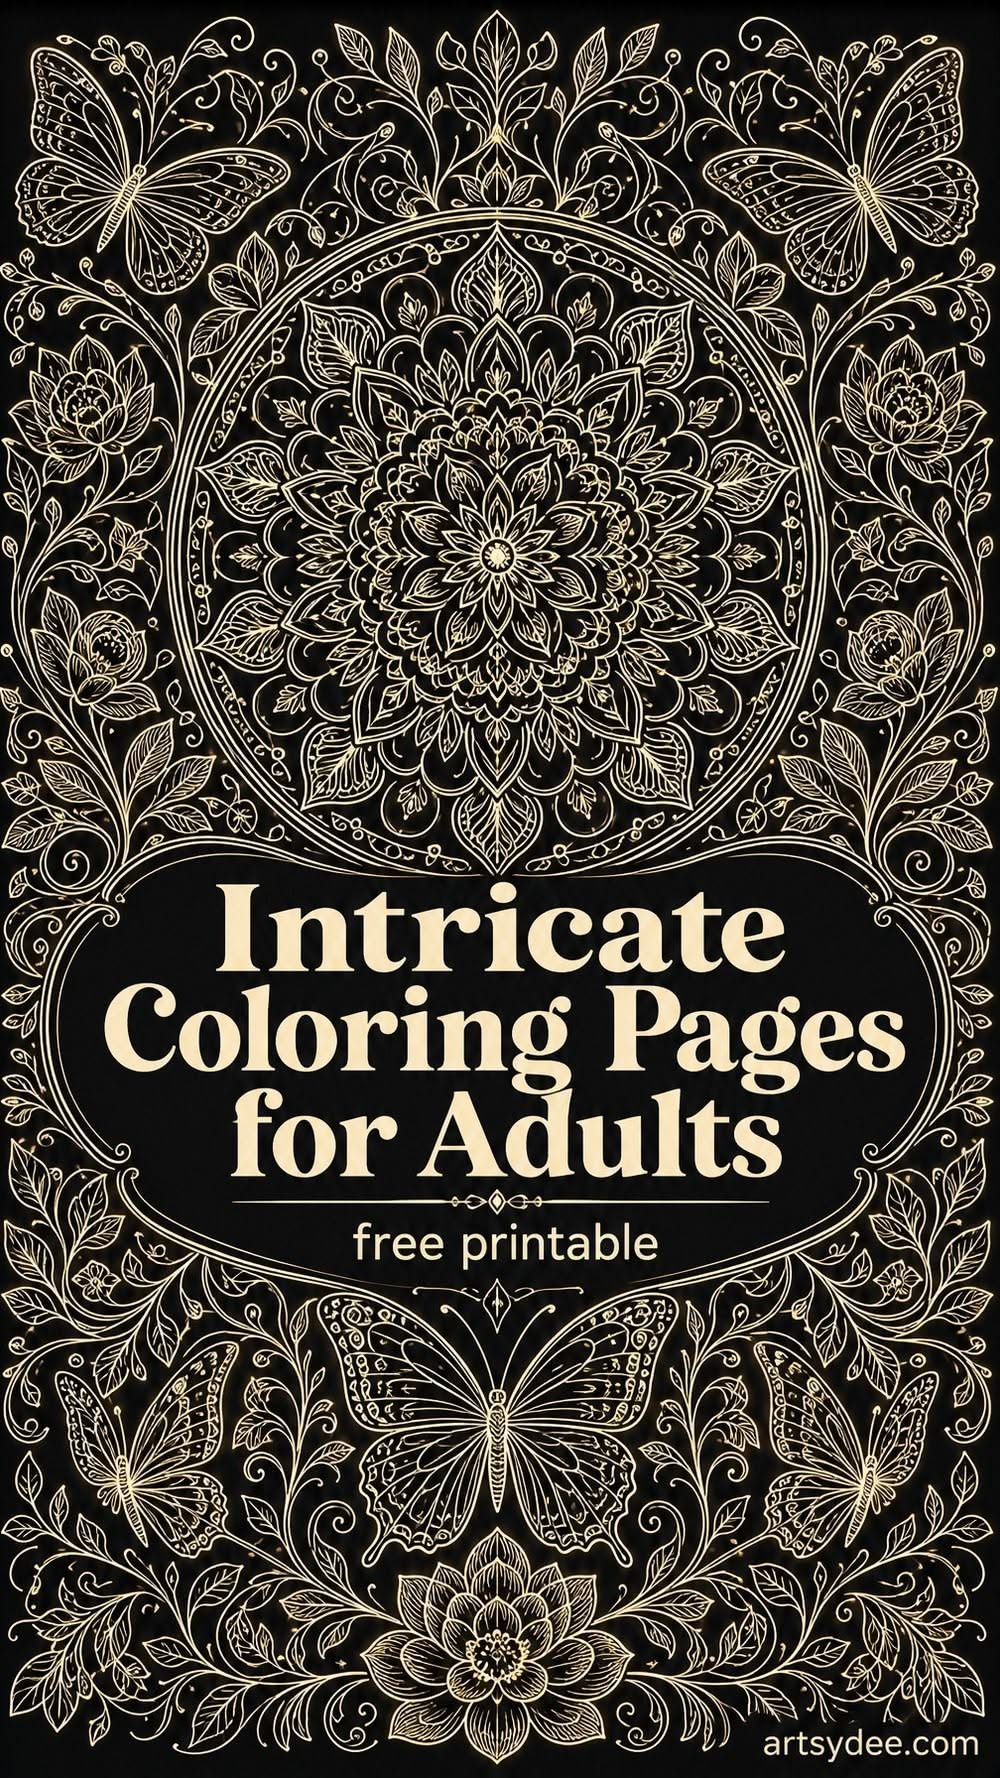 Intricate
Coloring Pages
for Adults
free printable
artsydee.com